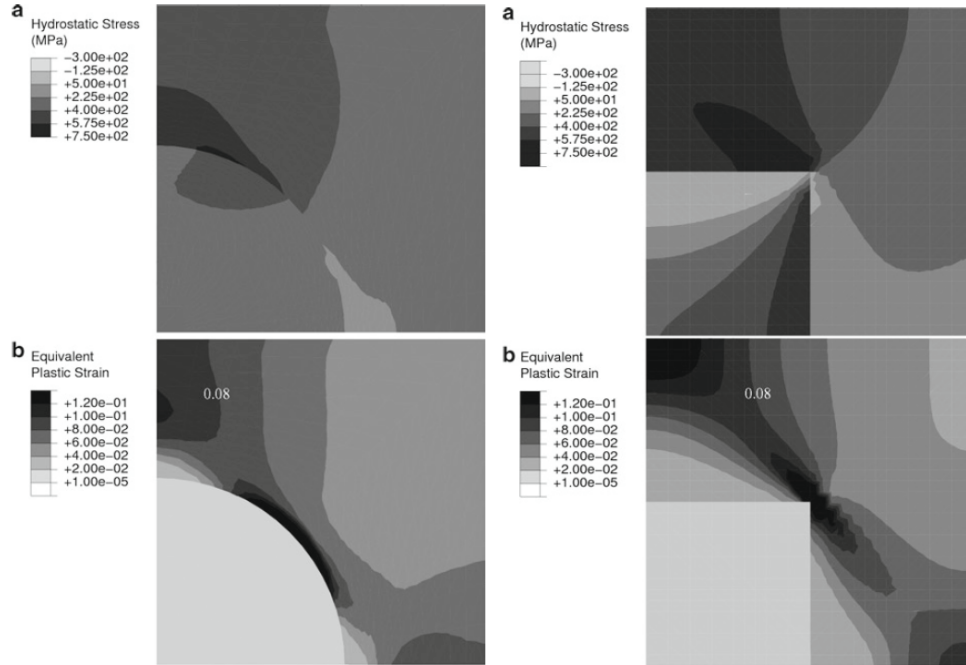 a
Hydrostatic Stress
(MPa)
−3.00e+02
−1.25e+02
+5.00e+01
+2.25e+02
+4.00e+02
+5.75e+02
+7.50e+02
a
Hydrostatic Stress
(MPa)
−3.00e+02
−1.25e+02
+5.00e+01
+2.25e+02
+4.00e+02
+5.75e+02
+7.50e+02
b
Equivalent
Plastic Strain
+1.20e−01
+1.00e−01
+8.00e−02
+6.00e−02
+4.00e−02
+2.00e−02
+1.00e−05
0.08
b
Equivalent
Plastic Strain
+1.20e−01
+1.00e−01
+8.00e−02
+6.00e−02
+4.00e−02
+2.00e−02
+1.00e−05
0.08